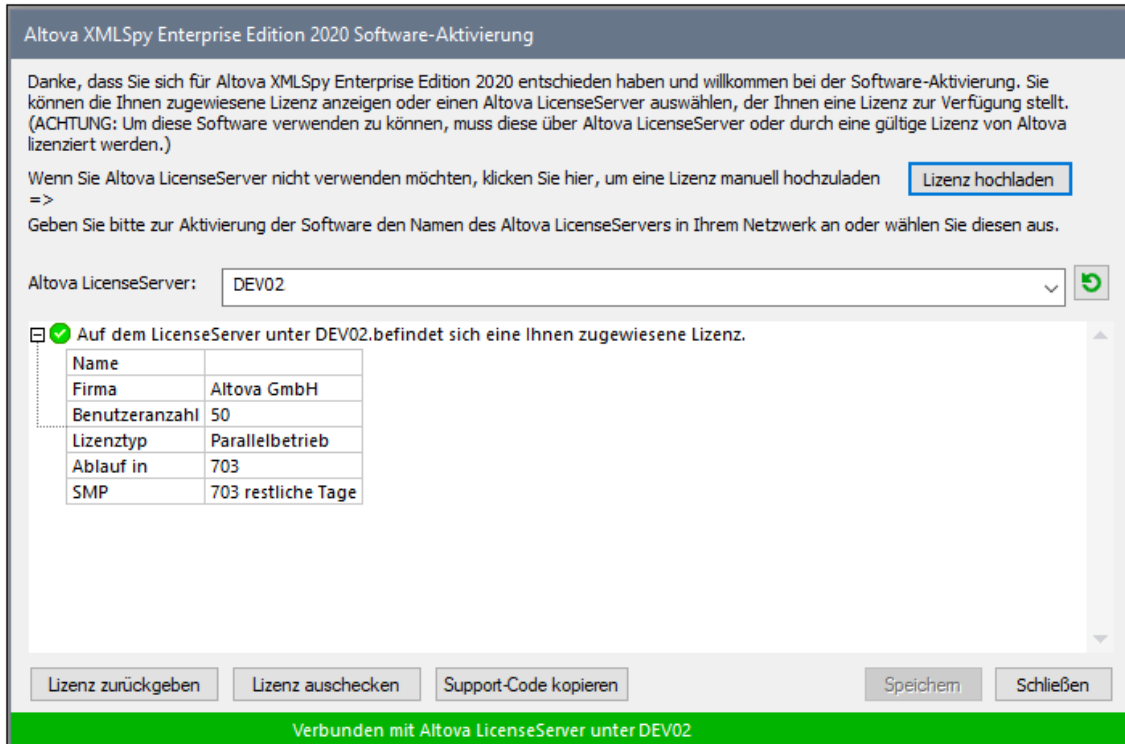 Altova XMLSpy Enterprise Edition 2020 Software-Aktivierung
Danke, dass Sie sich für Altova XMLSpy Enterprise Edition 2020 entschieden haben und willkommen bei der Software-Aktivierung. Sie
können die Ihnen zugewiesene Lizenz anzeigen oder einen Altova LicenseServer auswählen, der Ihnen eine Lizenz zur Verfügung stellt.
(ACHTUNG: Um diese Software verwenden zu können, muss diese über Altova LicenseServer oder durch eine gültige Lizenz von Altova
lizenziert werden.)
Wenn Sie Altova LicenseServer nicht verwenden möchten, klicken Sie hier, um eine Lizenz manuell hochzuladen
=>
Lizenz hochladen
Geben Sie bitte zur Aktivierung der Software den Namen des Altova LicenseServers in Ihrem Netzwerk an oder wählen Sie diesen aus.
Altova LicenseServer: DEV02
Auf dem LicenseServer unter DEV02.befindet sich eine Ihnen zugewiesene Lizenz.
Name
Firma Altova GmbH
Benutzeranzahl 50
Lizenztyp Parallelbetrieb
Ablauf in 703
SMP 703 restliche Tage
Lizenz zurückgeben Lizenz auschecken Support-Code kopieren Speichern Schließen
Verbunden mit Altova LicenseServer unter DEV02